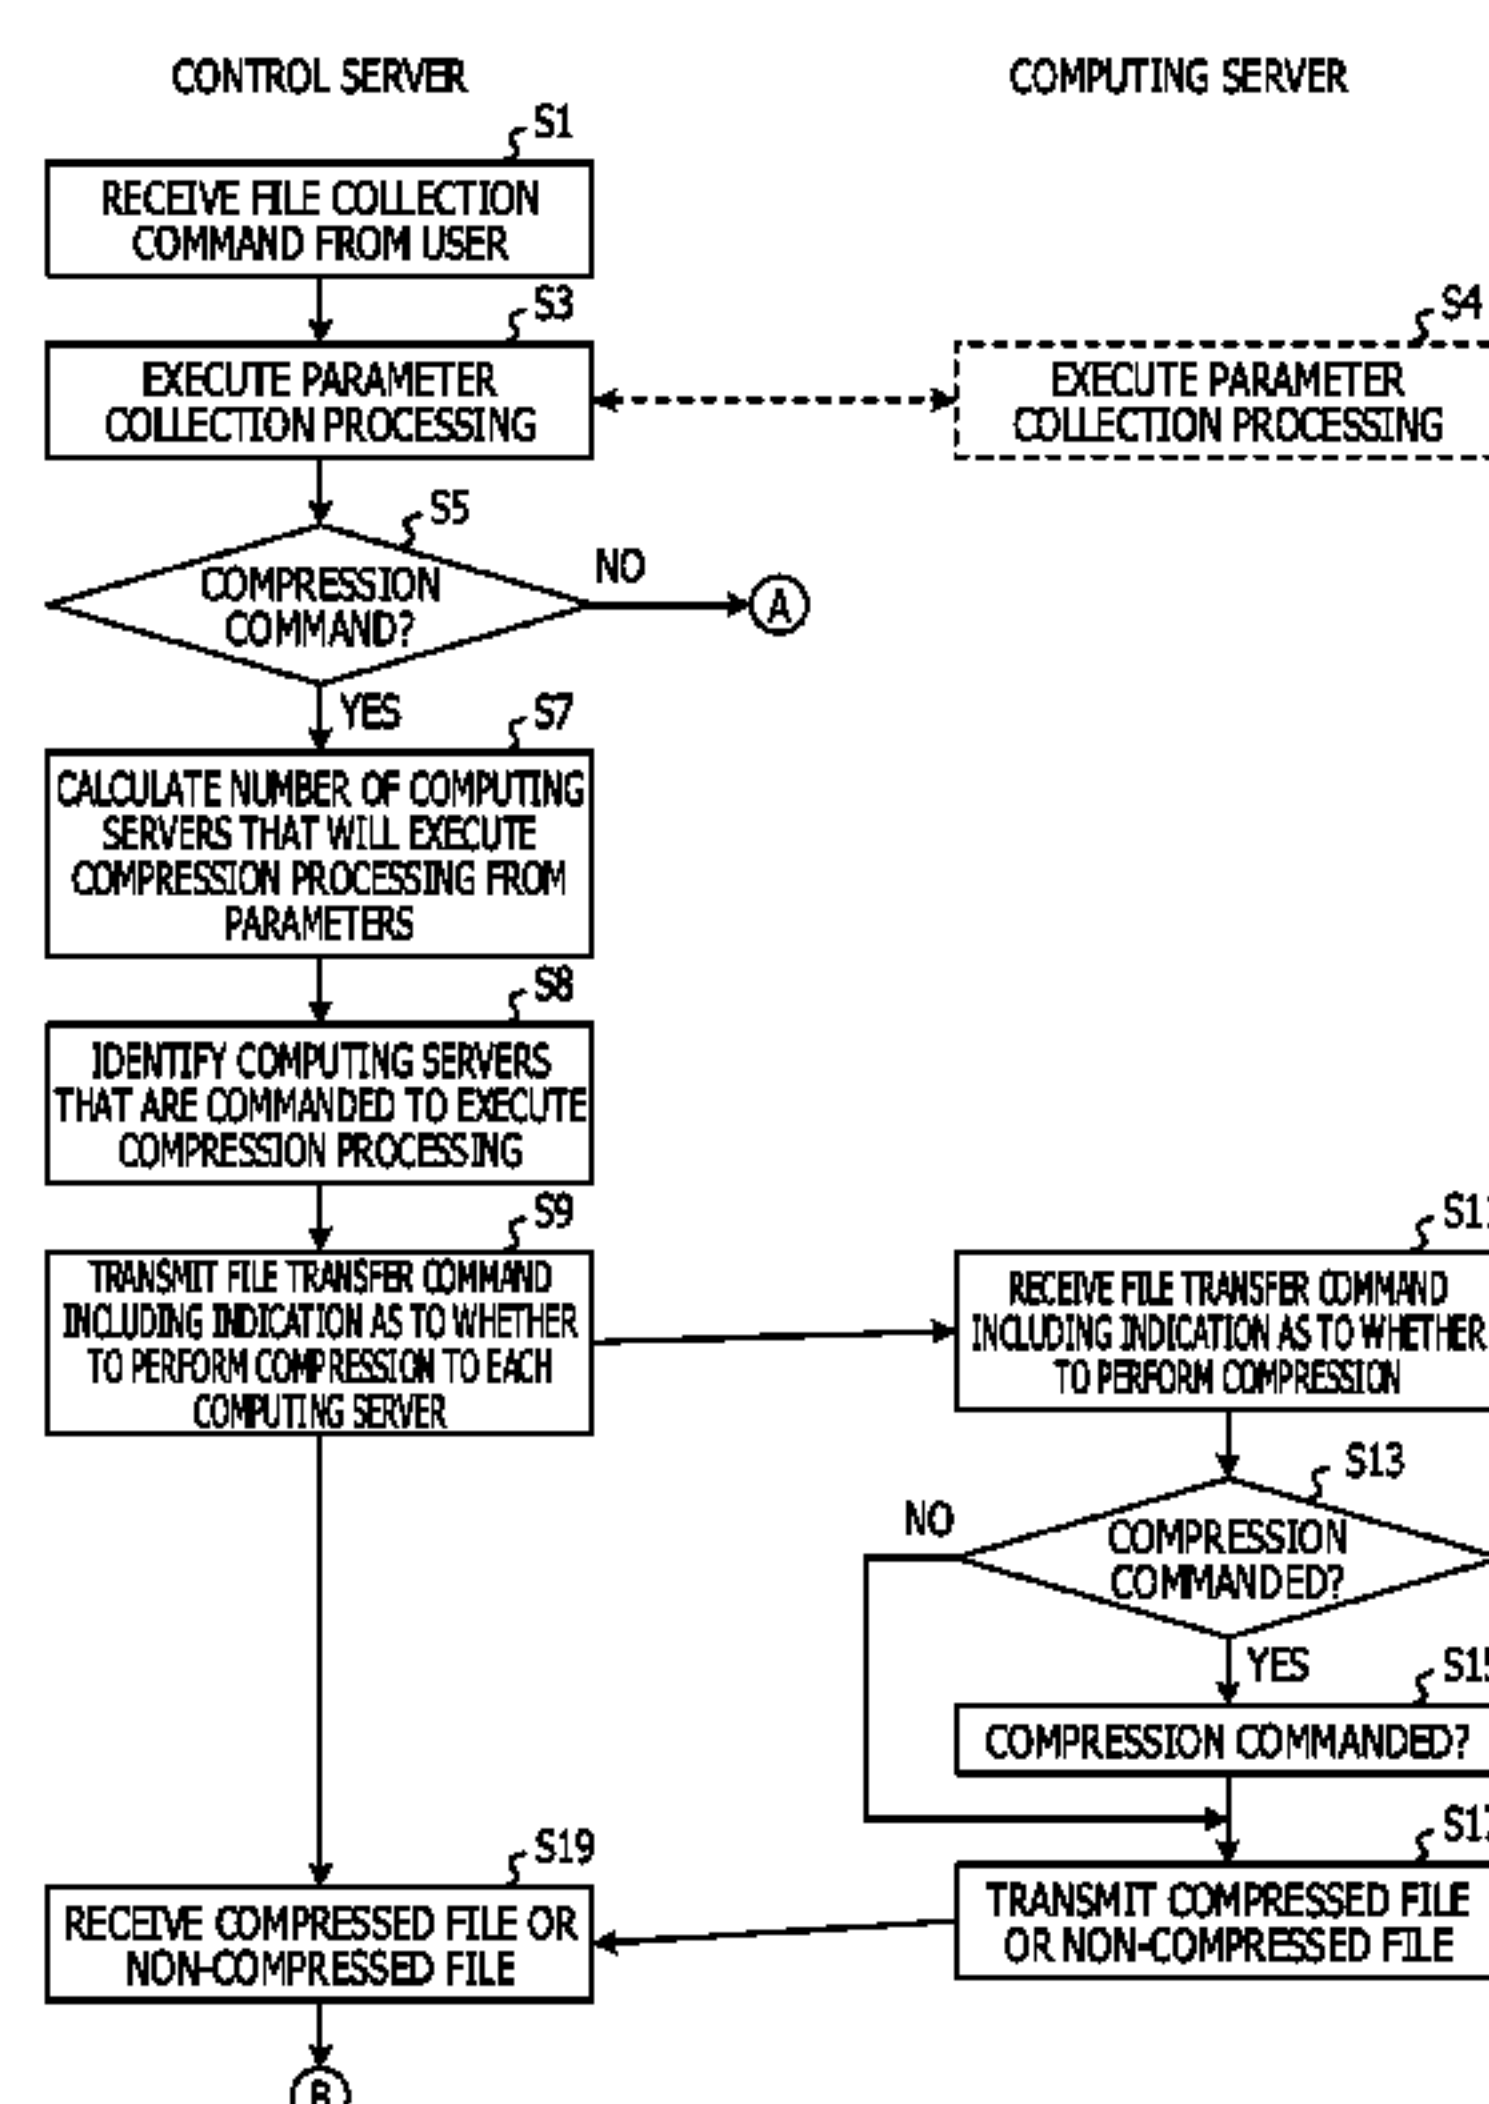 CONTROL SERVER
COMPUTING SERVER
S1
RECEIVE FILE COLLECTION
COMMAND FROM USER
S3
EXECUTE PARAMETER
COLLECTION PROCESSING
S4
EXECUTE PARAMETER
COLLECTION PROCESSING
S5
COMPRESSION
COMMAND?
NO
A
YES
S7
CALCULATE NUMBER OF COMPUTING
SERVERS THAT WILL EXECUTE
COMPRESSION PROCESSING FROM
PARAMETERS
S8
IDENTIFY COMPUTING SERVERS
THAT ARE COMMANDED TO EXECUTE
COMPRESSION PROCESSING
S9
TRANSMIT FILE TRANSFER COMMAND
INCLUDING INDICATION AS TO WHETHER
TO PERFORM COMPRESSION TO EACH
COMPUTING SERVER
S11
RECEIVE FILE TRANSFER COMMAND
INCLUDING INDICATION AS TO WHETHER
TO PERFORM COMPRESSION
S13
COMPRESSION
COMMANDED?
NO
YES
S15
COMPRESSION COMMANDED?
S17
TRANSMIT COMPRESSED FILE
OR NON-COMPRESSED FILE
S19
RECEIVE COMPRESSED FILE OR
NON-COMPRESSED FILE
B